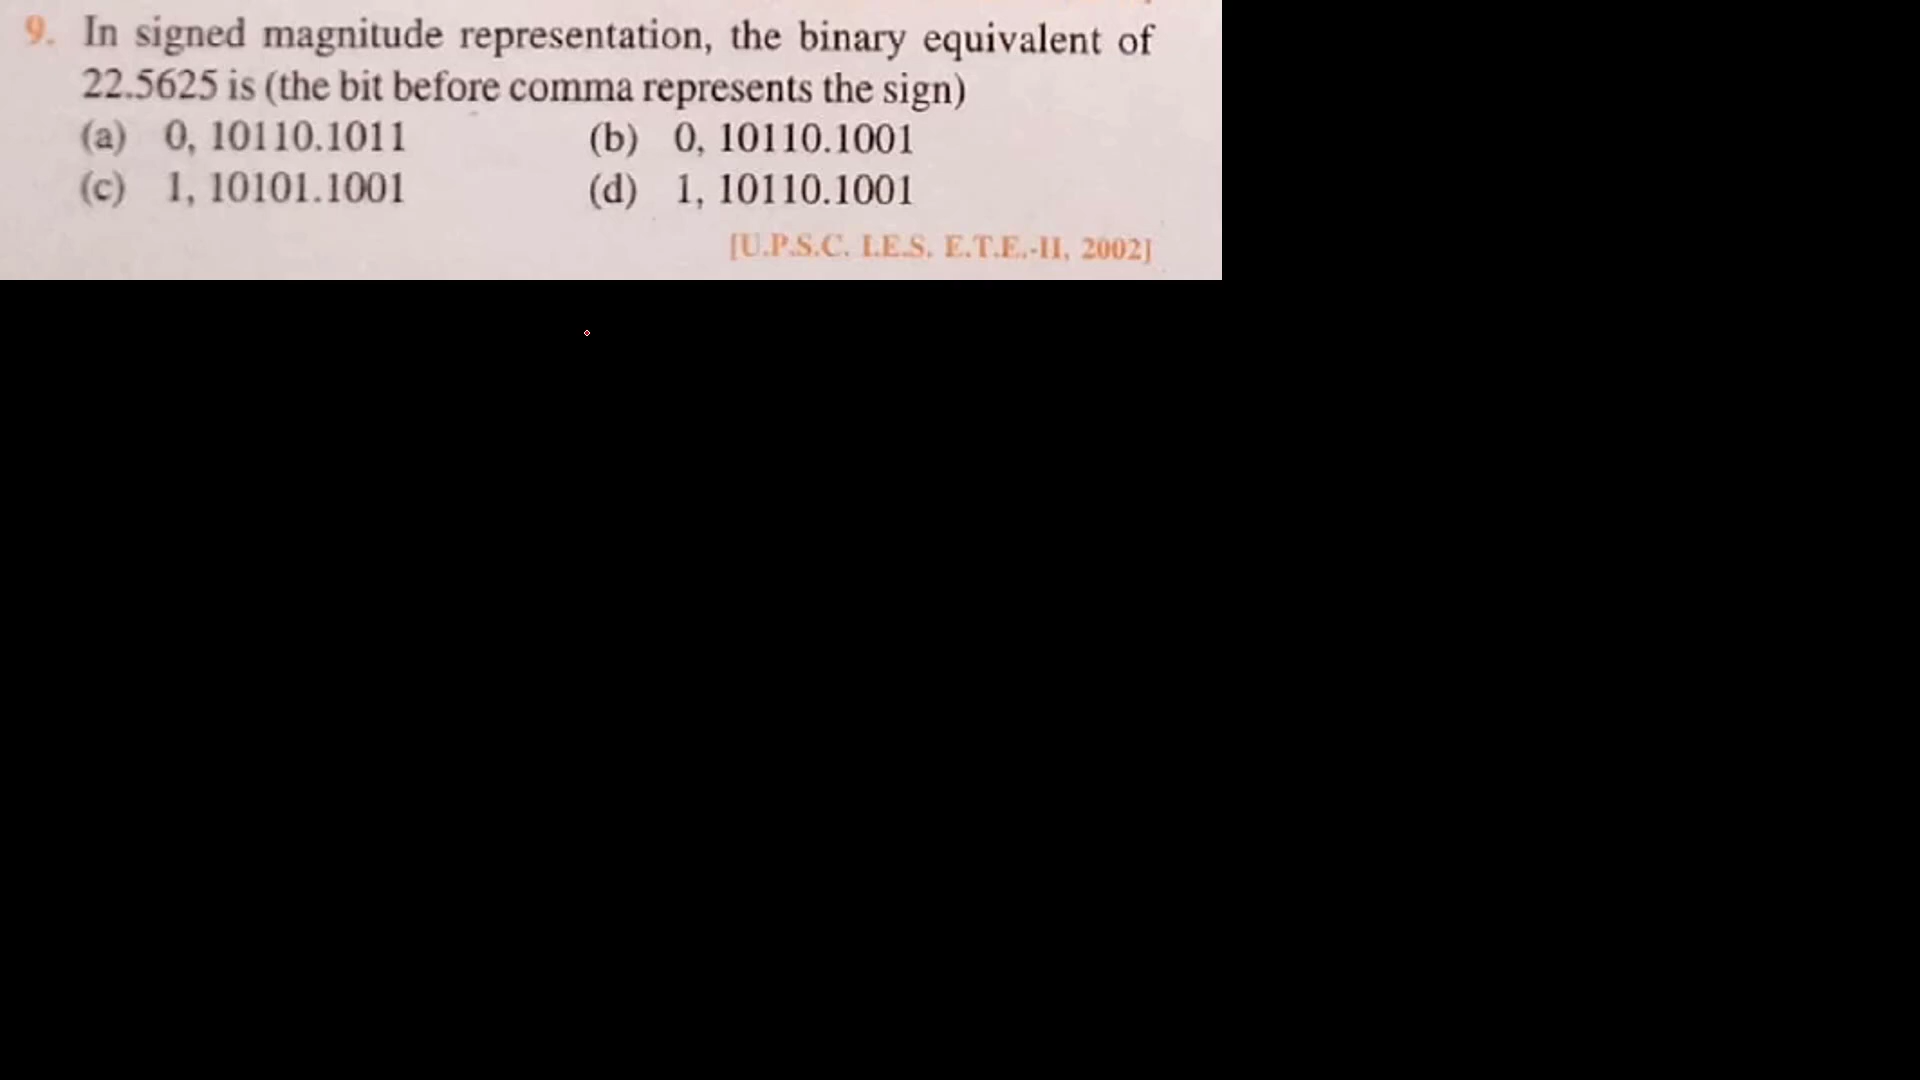 9. In signed magnitude representation, the binary equivalent of
22.5625 is (the bit before comma represents the sign)
(a) 0, 10110.1011 (b) 0, 10110.1001
(c) 1, 10101.1001 (d) 1, 10110.1001
[U.P.S.C. I.E.S. E.T.E.-II, 2002]